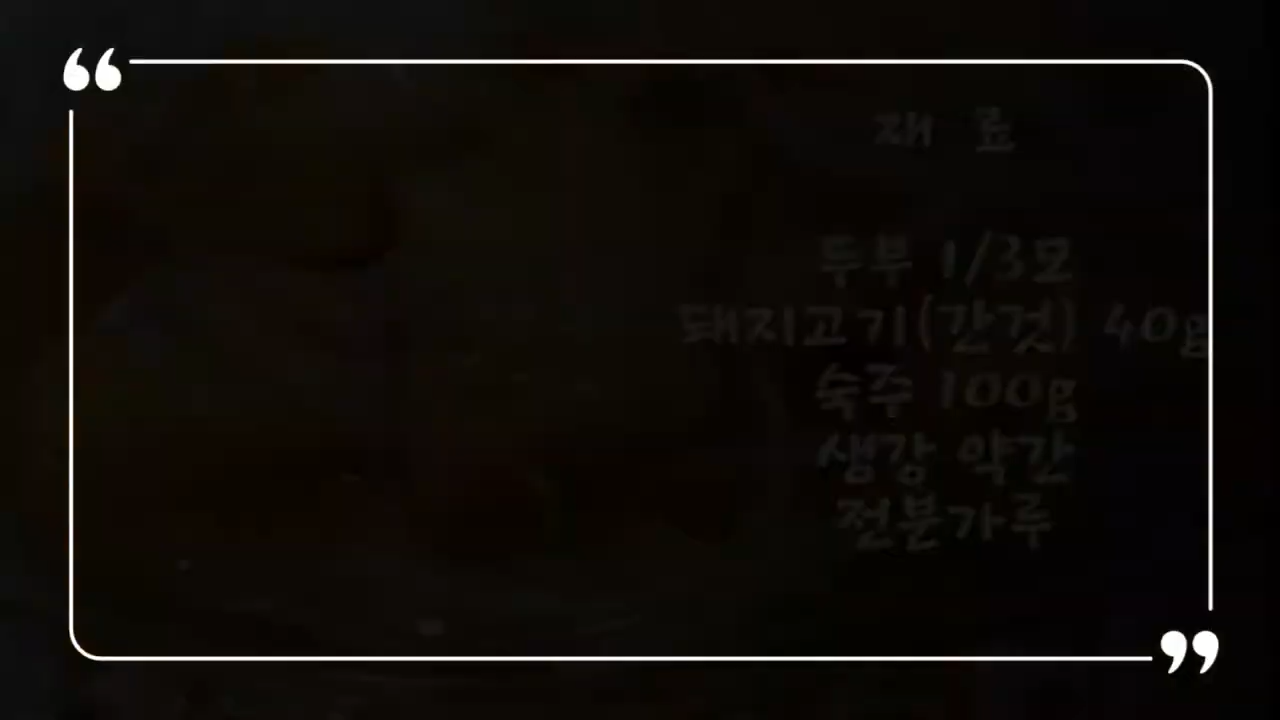 재 료
두부 1/3모
돼지고기(간것) 40g
숙주 100g
생강 약간
전분가루